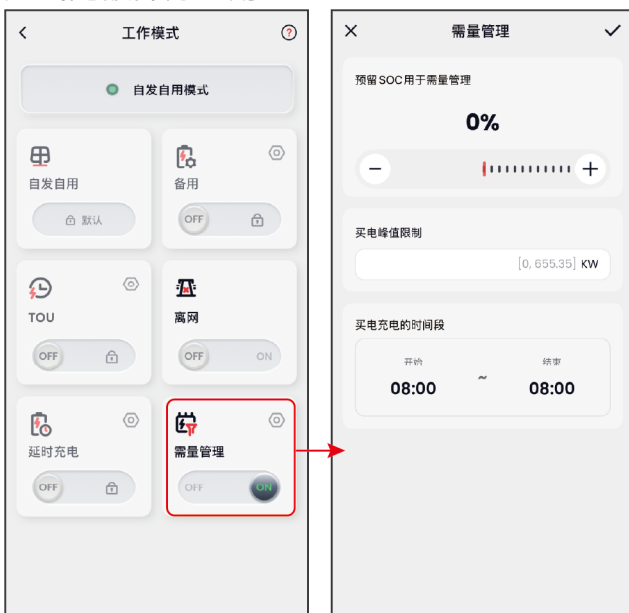 工作模式
?
自发自用模式
自发自用
默认
备用
OFF
TOU
OFF
离网
OFF
ON
延时充电
OFF
需量管理
OFF
ON
需量管理
预留SOC用于需量管理
0%
买电峰值限制
[0, 655.35] KW
买电充电的时间段
开始
结束
08:00
~
08:00